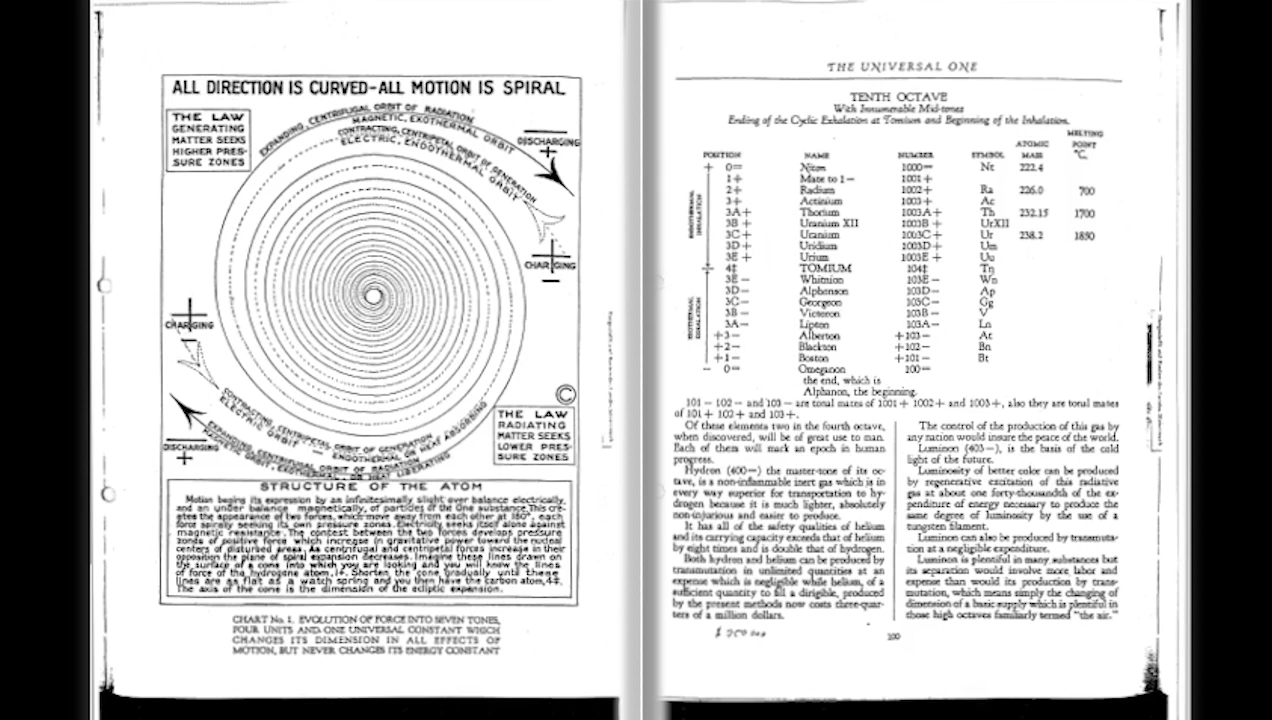 ALL DIRECTION IS CURVED-ALL MOTION IS SPIRAL
THE LAW
GENERATING
MATTER SEEKS
HIGHER PRES-
SURE ZONES
EXPANDING, CENTRIFUGAL ORBIT OF RADIATION
MAGNETIC, EXOTHERMAL ORBIT
CONTRACTING, CENTRIPETAL ORBIT OF GENERATION
ELECTRIC, ENDOTHERMAL ORBIT
DISCHARGING
+
CHARGING
+
CHARGING
DISCHARGING
+
CONTRACTING, CENTRIPETAL ORBIT OF GENERATION
ELECTRIC ORBIT - ENDOTHERMAL OR HEAT ABSORBING
EXPANDING, CENTRIFUGAL ORBIT OF RADIATION
MAGNETIC ORBIT, EXOTHERMAL OR HEAT LIBERATING
©
THE LAW
RADIATING
MATTER SEEKS
LOWER PRES-
SURE ZONES
STRUCTURE OF THE ATOM
Motion begins its expression by an infinitesimally slight over balance electrically,
and an under balance magnetically, of particles of the One substance. This cre-
ates the appearance of two forces, which move away from each other at 180°, each
force spirally seeking its own pressure zones. Electricity seeks itself alone against
magnetic resistance. The contest between the two forces develops pressure
zones of positive force which increase in gravitative power toward the nuclear
centers of disturbed areas. As centrifugal and centripetal forces increase in their
opposition the plane of spiral expansion decreases. Imagine these lines drawn on
the surface of a cone into which you are looking and you will know the lines
of force of the hydrogene atom, 1+. Shorten the cone gradually until these
lines are as flat as a watch spring and you then have the carbon atom, 4±.
The axis of the cone is the dimension of the ecliptic expansion.
CHART No. 1. EVOLUTION OF FORCE INTO SEVEN TONES,
FOUR UNITS AND ONE UNIVERSAL CONSTANT WHICH
CHANGES ITS DIMENSION IN ALL EFFECTS OF
MOTION, BUT NEVER CHANGES ITS ENERGY CONSTANT
THE UNIVERSAL ONE
TENTH OCTAVE
With Innumerable Mid-tones
Ending of the Cyclic Exhalation at Tomium and Beginning of the Inhalation.
POSITION NAME NUMBER SYMBOL ATOMIC MASS MELTING POINT °C.
+ 0= Niton 1000= Nt 222.4
1+ Mate to 1- 1001+
2+ Radium 1002+ Ra 226.0 700
3+ Actinium 1003+ Ac
3A+ Thorium 1003A+ Th 232.15 1700
3B+ Uranium XII 1003B+ UrXII
3C+ Uranium 1003C+ Ur 238.2 1850
3D+ Uridium 1003D+ Um
3E+ Urium 1003E+ Uu
4‡ TOMIUM 104‡ Tn
3E- Whitnion 103E- Wn
3D- Alphanson 103D- Ap
3C- Georgeon 103C- Gg
3B- Victoron 103B- V
3A- Lipton 103A- Ln
+3- Alberton +103- At
+2- Blackton +102- Bn
+1- Boston +101- Bt
- 0= Omeganon 100=
the end, which is
Alphanon, the beginning.
ENDOTHERMAL INHALATION
EXOTHERMAL EXHALATION
101- 102- and 103- are tonal mates of 1001+ 1002+ and 1003+, also they are tonal mates
of 101+ 102+ and 103+.
Of these elements two in the fourth octave,
when discovered, will be of great use to man.
Each of them will mark an epoch in human
progress.
Hydron (400-) the master-tone of its oc-
tave, is a non-inflammable inert gas which is in
every way superior for transportation to hy-
drogen because it is much lighter, absolutely
non-injurious and easier to produce.
It has all of the safety qualities of helium
and its carrying capacity exceeds that of helium
by eight times and is double that of hydrogen.
Both hydron and helium can be produced by
transmutation in unlimited quantities at an
expense which is negligible while helium, of a
sufficient quantity to fill a dirigible, produced
by the present methods now costs three-quar-
ters of a million dollars.
The control of the production of this gas by
any nation would insure the peace of the world.
Luminon (403-), is the basis of the cold
light of the future.
Luminosity of better color can be produced
by regenerative excitation of this radiative
gas at about one forty-thousandth of the ex-
penditure of energy necessary to produce the
same degree of luminosity by the use of a
tungsten filament.
Luminon can also be produced by transmuta-
tion at a negligible expenditure.
Luminon is plentiful in many substances but
its separation would involve more labor and
expense than would its production by trans-
mutation, which means simply the changing of
dimension of a basic supply which is plentiful in
those high octaves familiarly termed "the air."
100